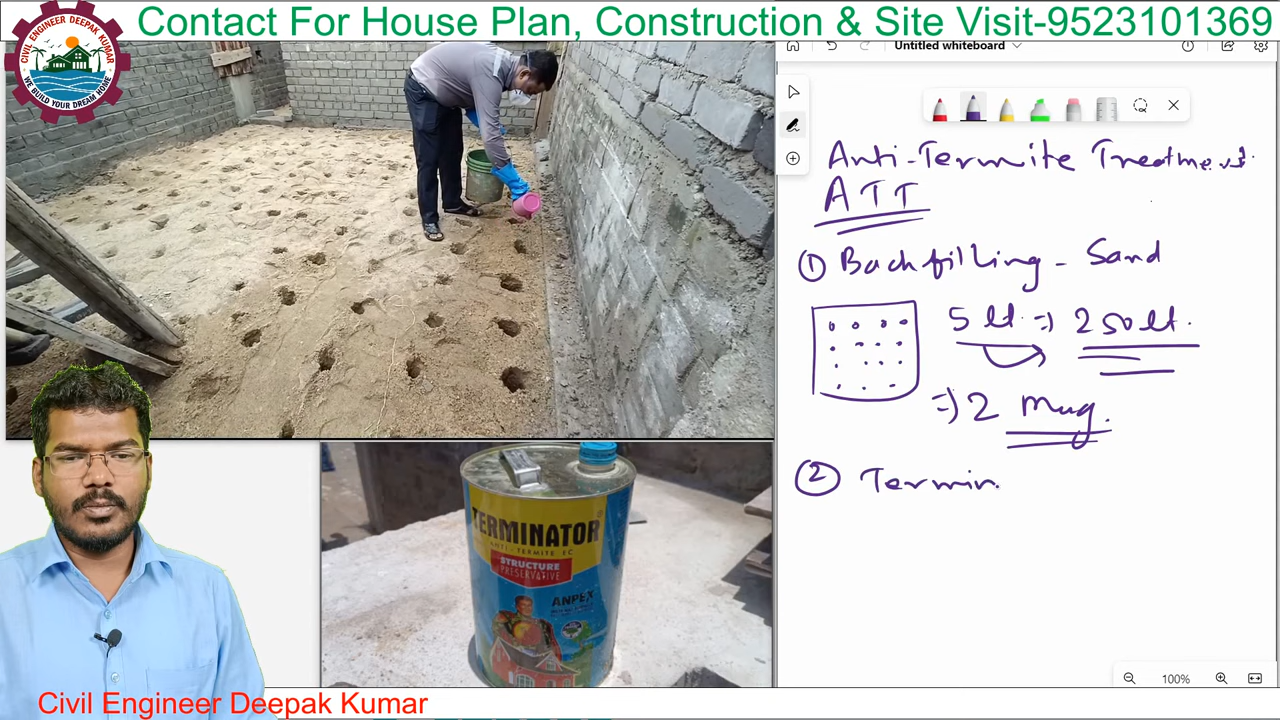 Contact For House Plan, Construction & Site Visit-9523101369
CIVIL ENGINEER DEEPAK KUMAR
WE BUILD YOUR DREAM HOME
Untitled whiteboard
Anti-Termite Treatment
ATT
① Backfilling - Sand
5 lt. => 250 lt.
=> 2 Mug.
② Termin
TERMINATOR
ANTI-TERMITE EC
STRUCTURE
PRESERVATIVE
ANPEX
100%
Civil Engineer Deepak Kumar